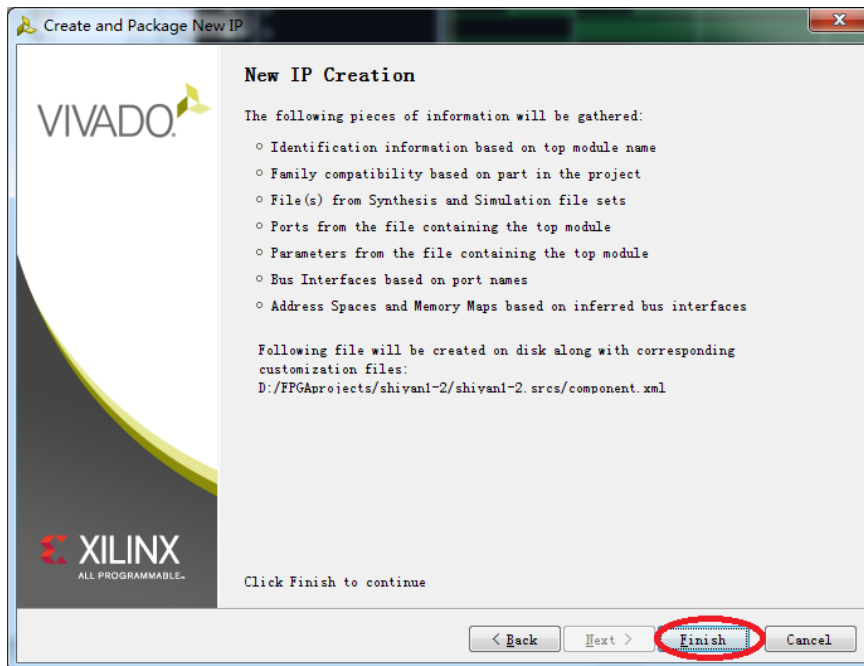 Create and Package New IP
New IP Creation
VIVADO.
The following pieces of information will be gathered:
Identification information based on top module name
Family compatibility based on part in the project
File(s) from Synthesis and Simulation file sets
Ports from the file containing the top module
Parameters from the file containing the top module
Bus Interfaces based on port names
Address Spaces and Memory Maps based on inferred bus interfaces
Following file will be created on disk along with corresponding
customization files:
D:/FPGAprojects/shiyan1-2/shiyan1-2.srcs/component.xml
XILINX
ALL PROGRAMMABLE™
Click Finish to continue
< Back Next > Finish Cancel